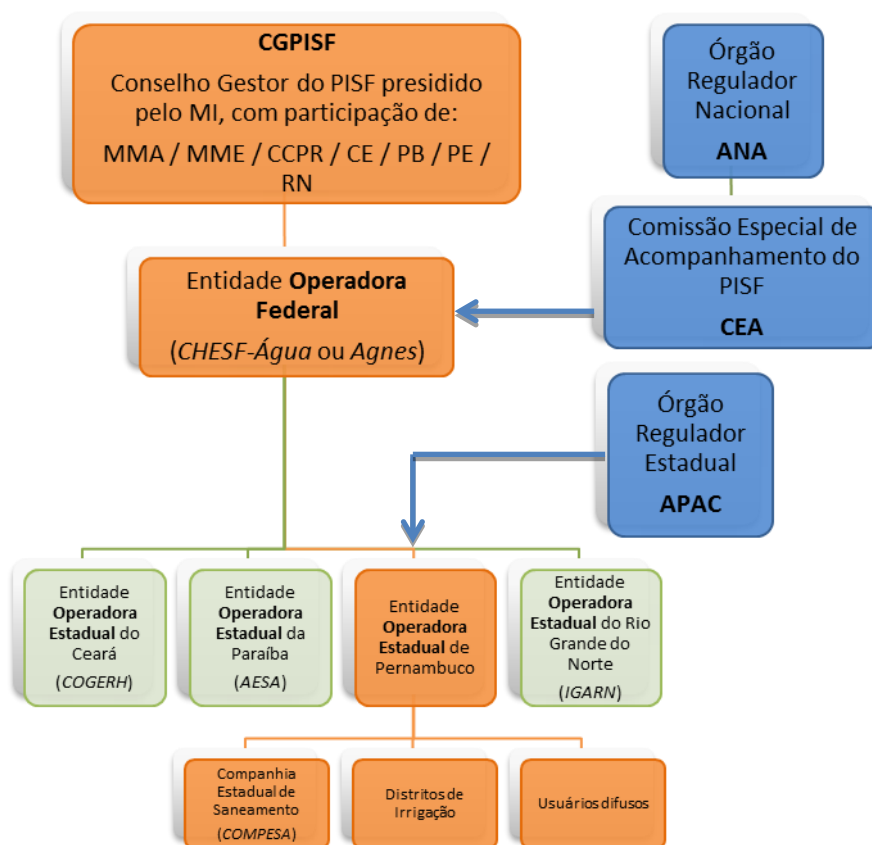 CGPISF
Conselho Gestor do PISF presidido
pelo MI, com participação de:
MMA / MME / CCPR / CE / PB / PE /
RN
Órgão
Regulador
Nacional
ANA
Comissão Especial de
Acompanhamento do
PISF
CEA
Entidade Operadora
Federal
(CHESF-Água ou Agnes)
Órgão
Regulador
Estadual
APAC
Entidade
Operadora
Estadual do
Ceará
(COGERH)
Entidade
Operadora
Estadual da
Paraíba
(AESA)
Entidade
Operadora
Estadual de
Pernambuco
Entidade
Operadora
Estadual do Rio
Grande do
Norte
(IGARN)
Companhia
Estadual de
Saneamento
(COMPESA)
Distritos de
Irrigação
Usuários difusos